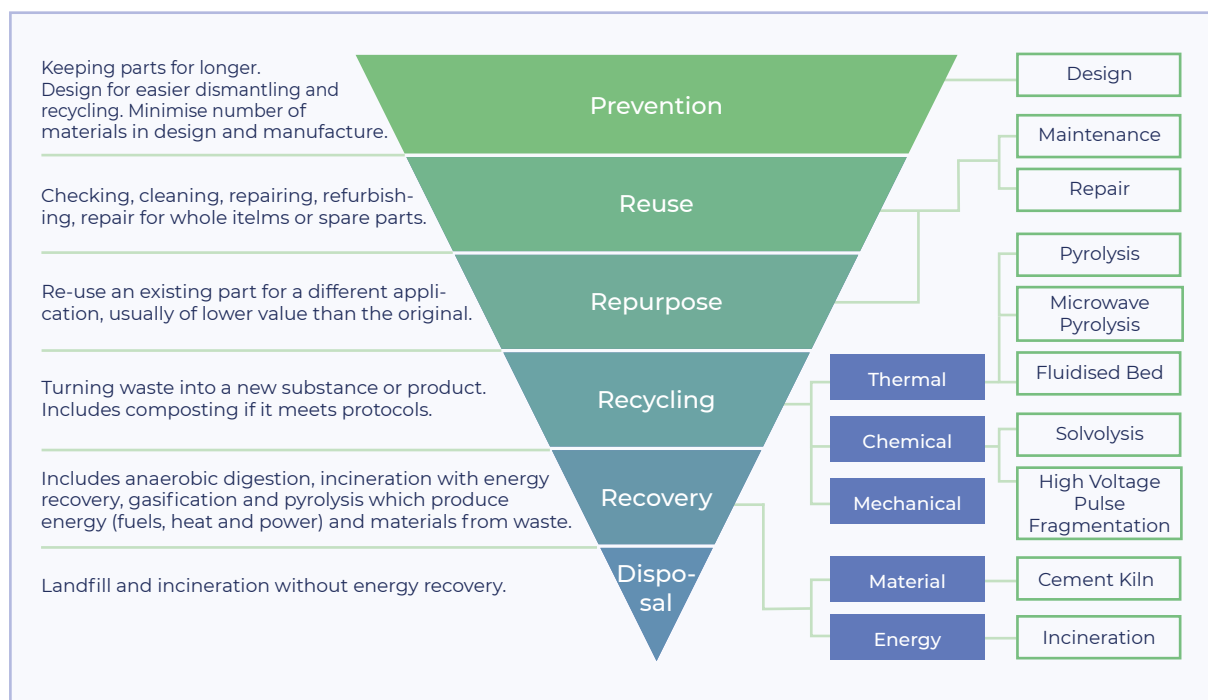 Keeping parts for longer.
Design for easier dismantling and
recycling. Minimise number of
materials in design and manufacture.
Prevention
Design
Maintenance
Checking, cleaning, repairing, refurbish-
ing, repair for whole itelms or spare parts.
Reuse
Repair
Re-use an existing part for a different appli-
cation, usually of lower value than the original.
Repurpose
Pyrolysis
Microwave
Pyrolysis
Turning waste into a new substance or product.
Includes composting if it meets protocols.
Recycling
Thermal
Fluidised Bed
Chemical
Solvolysis
High Voltage
Pulse
Fragmentation
Mechanical
Includes anaerobic digestion, incineration with energy
recovery, gasification and pyrolysis which produce
energy (fuels, heat and power) and materials from waste.
Recovery
Material
Cement Kiln
Energy
Incineration
Landfill and incineration without energy recovery.
Dispo-
sal